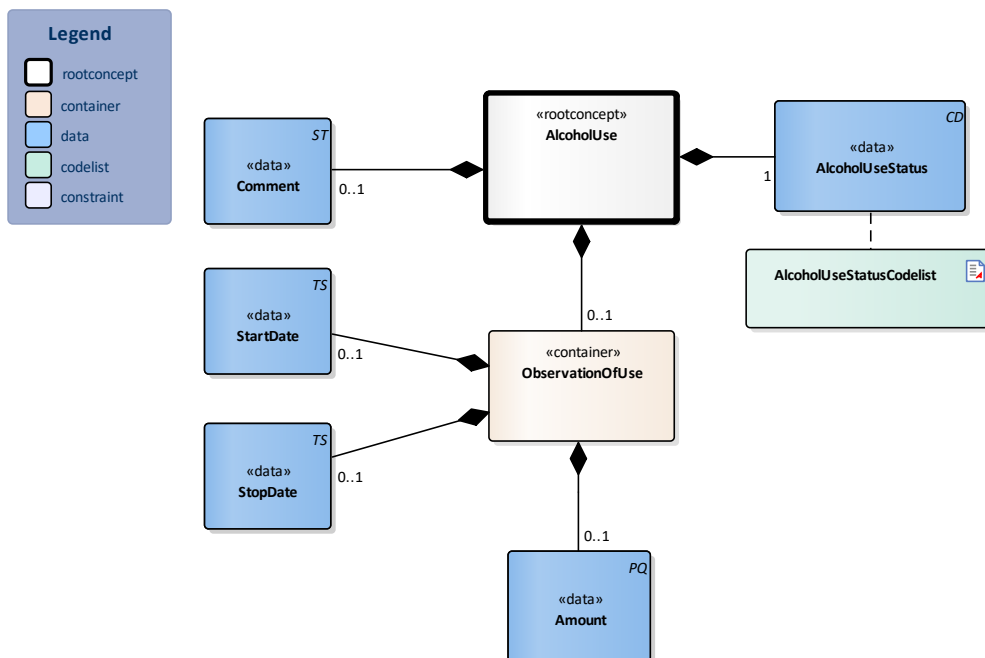 Legend
rootconcept
container
data
codelist
constraint
«rootconcept»
AlcoholUse
ST
«data»
Comment
0..1
CD
«data»
AlcoholUseStatus
1
AlcoholUseStatusCodelist
TS
«data»
StartDate
0..1
0..1
«container»
ObservationOfUse
TS
«data»
StopDate
0..1
0..1
PQ
«data»
Amount